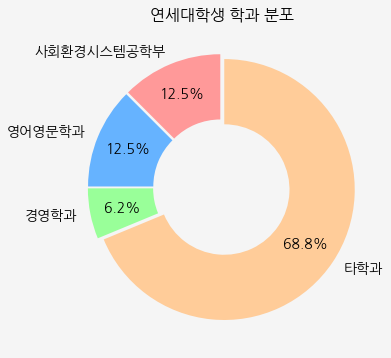 연세대학생 학과 분포
사회환경시스템공학부
12.5%
영어영문학과
12.5%
경영학과
6.2%
68.8%
타학과